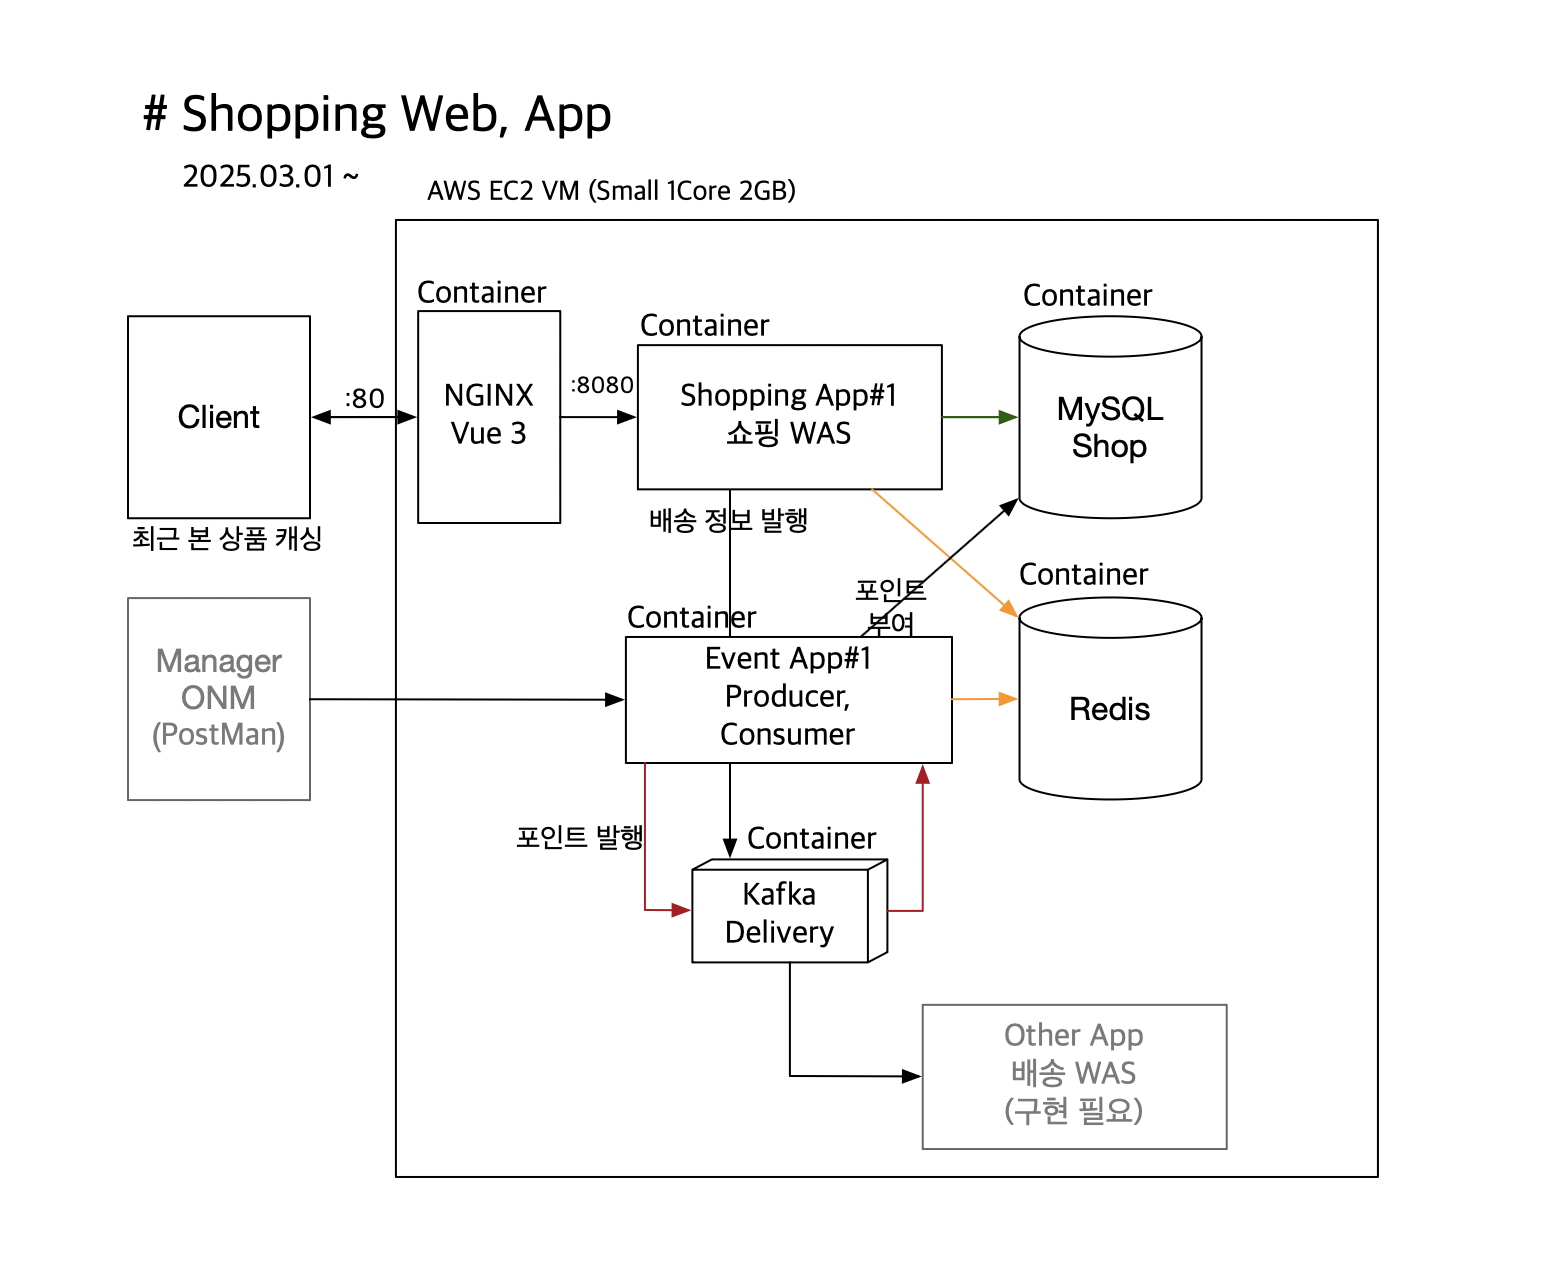 # Shopping Web, App
2025.03.01 ~
AWS EC2 VM (Small 1Core 2GB)
Container
Container
Container
Client
:80
NGINX
Vue 3
:8080
Shopping App#1
쇼핑 WAS
MySQL
Shop
최근 본 상품 캐싱
배송 정보 발행
포인트
부여
Container
Container
Manager
ONM
(PostMan)
Event App#1
Producer,
Consumer
Redis
포인트 발행
Container
Kafka
Delivery
Other App
배송 WAS
(구현 필요)